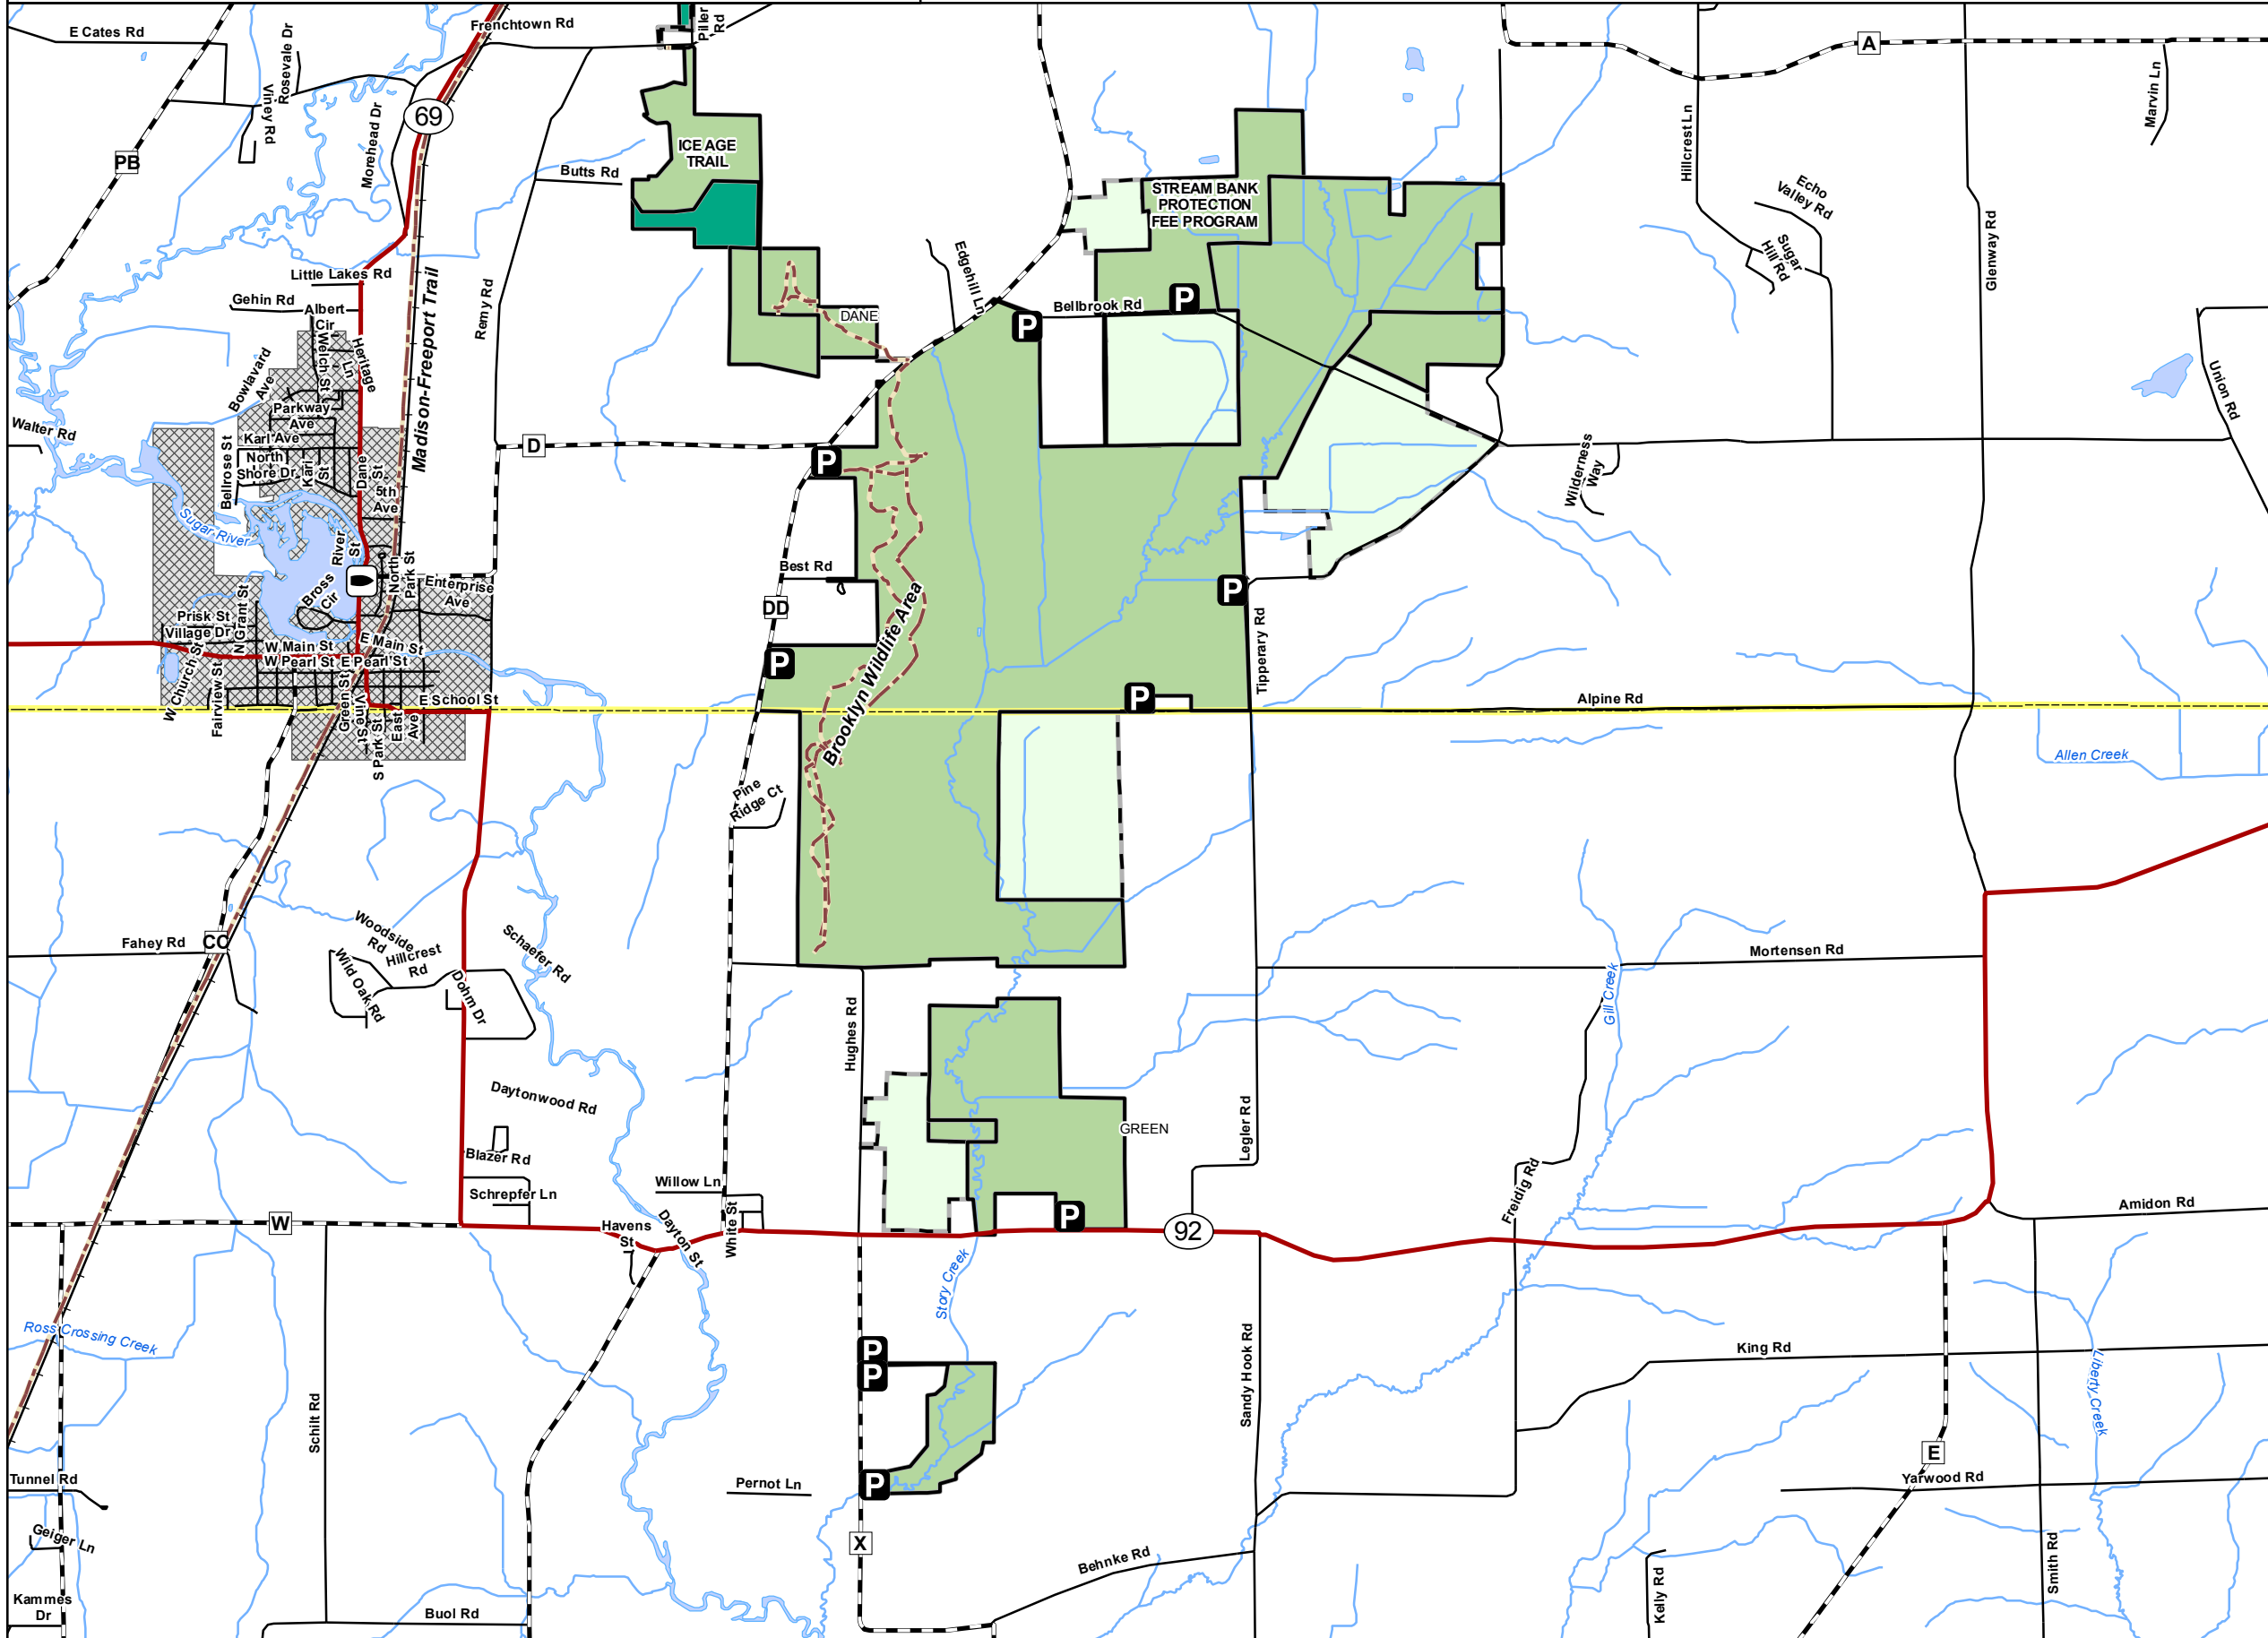 E Cates Rd
Frenchtown Rd
Piller
Rd
A
Rosevale Dr
Viney Rd
Morehead Dr
69
PB
Marvin Ln
Hillcrest Ln
ICE AGE
TRAIL
Butts Rd
STREAM BANK
PROTECTION
FEE PROGRAM
Echo
Valley Rd
Sugar
Hill Rd
Glenway Rd
Little Lakes Rd
Gehin Rd
Albert
Cir
Welch St
Ln
Heritage
Madison-Freeport Trail
Remy Rd
Edgehill Ln
Bellbrook Rd
P
P
DANE
Union Rd
Bowlavard
Ave
Parkway
Ave
Walter Rd
Karl Ave
North
Shore Dr
Bellrose St
Karl
St
Dane
St
5th
Ave
D
P
Wilderness
Way
Sugar River
River
St
Bross
Cir
North
Park St
Enterprise
Ave
Best Rd
DD
P
Tipperary Rd
Brooklyn Wildlife Area
Prisk St
Village Dr
N Grant St
W Main St
E Main St
W Pearl St
E Pearl St
W Church St
Fairview St
Green St
Vine St
S Park St
East
Ave
E School St
P
P
Alpine Rd
Allen Creek
Pine
Ridge Ct
Fahey Rd
CC
Woodside
Rd
Hillcrest
Rd
Wild Oak Rd
Dohm Dr
Schaefer Rd
Mortensen Rd
Gill Creek
Hughes Rd
Daytonwood Rd
GREEN
Legler Rd
Blazer Rd
Schrepfer Ln
Willow Ln
Freidig Rd
W
Havens
St
Dayton St
White St
P
92
Amidon Rd
Story Creek
Ross Crossing Creek
P
P
Sandy Hook Rd
King Rd
Liberty Creek
Schilt Rd
E
Tunnel Rd
Pernot Ln
P
Yarwood Rd
Geiger Ln
X
Behnke Rd
Smith Rd
Kelly Rd
Kammes
Dr
Buol Rd